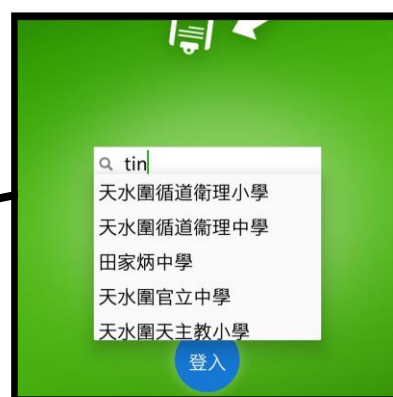 tin
天水圍循道衞理小學
天水圍循道衞理中學
田家炳中學
天水圍官立中學
天水圍天主教小學
登入